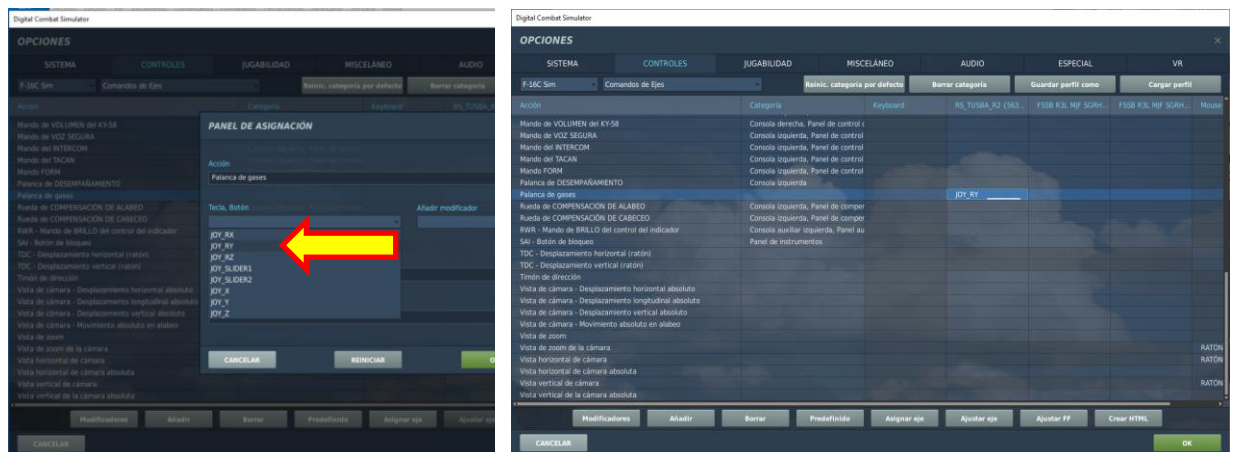 Digital Combat Simulator
OPCIONES
SISTEMA CONTROLES JUGABILIDAD MISCELÁNEO AUDIO
F-16C Sim Comandos de Ejes Reinic. categoría por defecto Borrar categoría
Acción Categoría Keyboard
Mando de VOLUMEN del KY-58
Mando de VOZ SEGURA
Mando del INTERCOM
Mando del TACAN
Mando FORM
Palanca de DESEMPAÑAMIENTO
Palanca de gases
Rueda de COMPENSACIÓN DE ALABEO
Rueda de COMPENSACIÓN DE CABECEO
RWR - Mando de BRILLO del control del indicador
SAI - Botón de bloqueo
TDC - Desplazamiento horizontal (ratón)
TDC - Desplazamiento vertical (ratón)
Timón de dirección
Vista de cámara - Desplazamiento horizontal absoluto
Vista de cámara - Desplazamiento longitudinal absoluto
Vista de cámara - Desplazamiento vertical absoluto
Vista de cámara - Movimiento absoluto en alabeo
Vista de zoom
Vista de zoom de la cámara
Vista horizontal de cámara
Vista horizontal de cámara absoluta
Vista vertical de cámara
Vista vertical de cámara absoluta
PANEL DE ASIGNACIÓN
Acción
Palanca de gases
Tecla, Botón Añadir modificador
JOY_RX
JOY_RY
JOY_RZ
JOY_SLIDER1
JOY_SLIDER2
JOY_X
JOY_Y
JOY_Z
CANCELAR REINICIAR
Modificadores Añadir Borrar Predefinido Asignar eje Ajustar eje
CANCELAR
Digital Combat Simulator
OPCIONES
SISTEMA CONTROLES JUGABILIDAD MISCELÁNEO AUDIO ESPECIAL VR
F-16C Sim Comandos de Ejes Reinic. categoría por defecto Borrar categoría Guardar perfil como Cargar perfil
Acción Categoría Keyboard RS_TUSBA_R2 (563... FSSB R3L MJF SGRH... FSSB R3L MJF SGRH... Mouse
Mando de VOLUMEN del KY-58 Consola derecha, Panel de control c
Mando de VOZ SEGURA Consola izquierda, Panel de control
Mando del INTERCOM Consola izquierda, Panel de control
Mando del TACAN Consola izquierda, Panel de control
Mando FORM Consola izquierda, Panel de control
Palanca de DESEMPAÑAMIENTO Consola izquierda
Palanca de gases JOY_RY
Rueda de COMPENSACIÓN DE ALABEO Consola izquierda, Panel de comper
Rueda de COMPENSACIÓN DE CABECEO Consola izquierda, Panel de comper
RWR - Mando de BRILLO del control del indicador Consola auxiliar izquierda, Panel au
SAI - Botón de bloqueo Panel de instrumentos
TDC - Desplazamiento horizontal (ratón)
TDC - Desplazamiento vertical (ratón)
Timón de dirección
Vista de cámara - Desplazamiento horizontal absoluto
Vista de cámara - Desplazamiento longitudinal absoluto
Vista de cámara - Desplazamiento vertical absoluto
Vista de cámara - Movimiento absoluto en alabeo
Vista de zoom
Vista de zoom de la cámara RATÓN
Vista horizontal de cámara RATÓN
Vista horizontal de cámara absoluta
Vista vertical de cámara RATÓN
Vista vertical de cámara absoluta
Modificadores Añadir Borrar Predefinido Asignar eje Ajustar eje Ajustar FF Crear HTML
CANCELAR OK